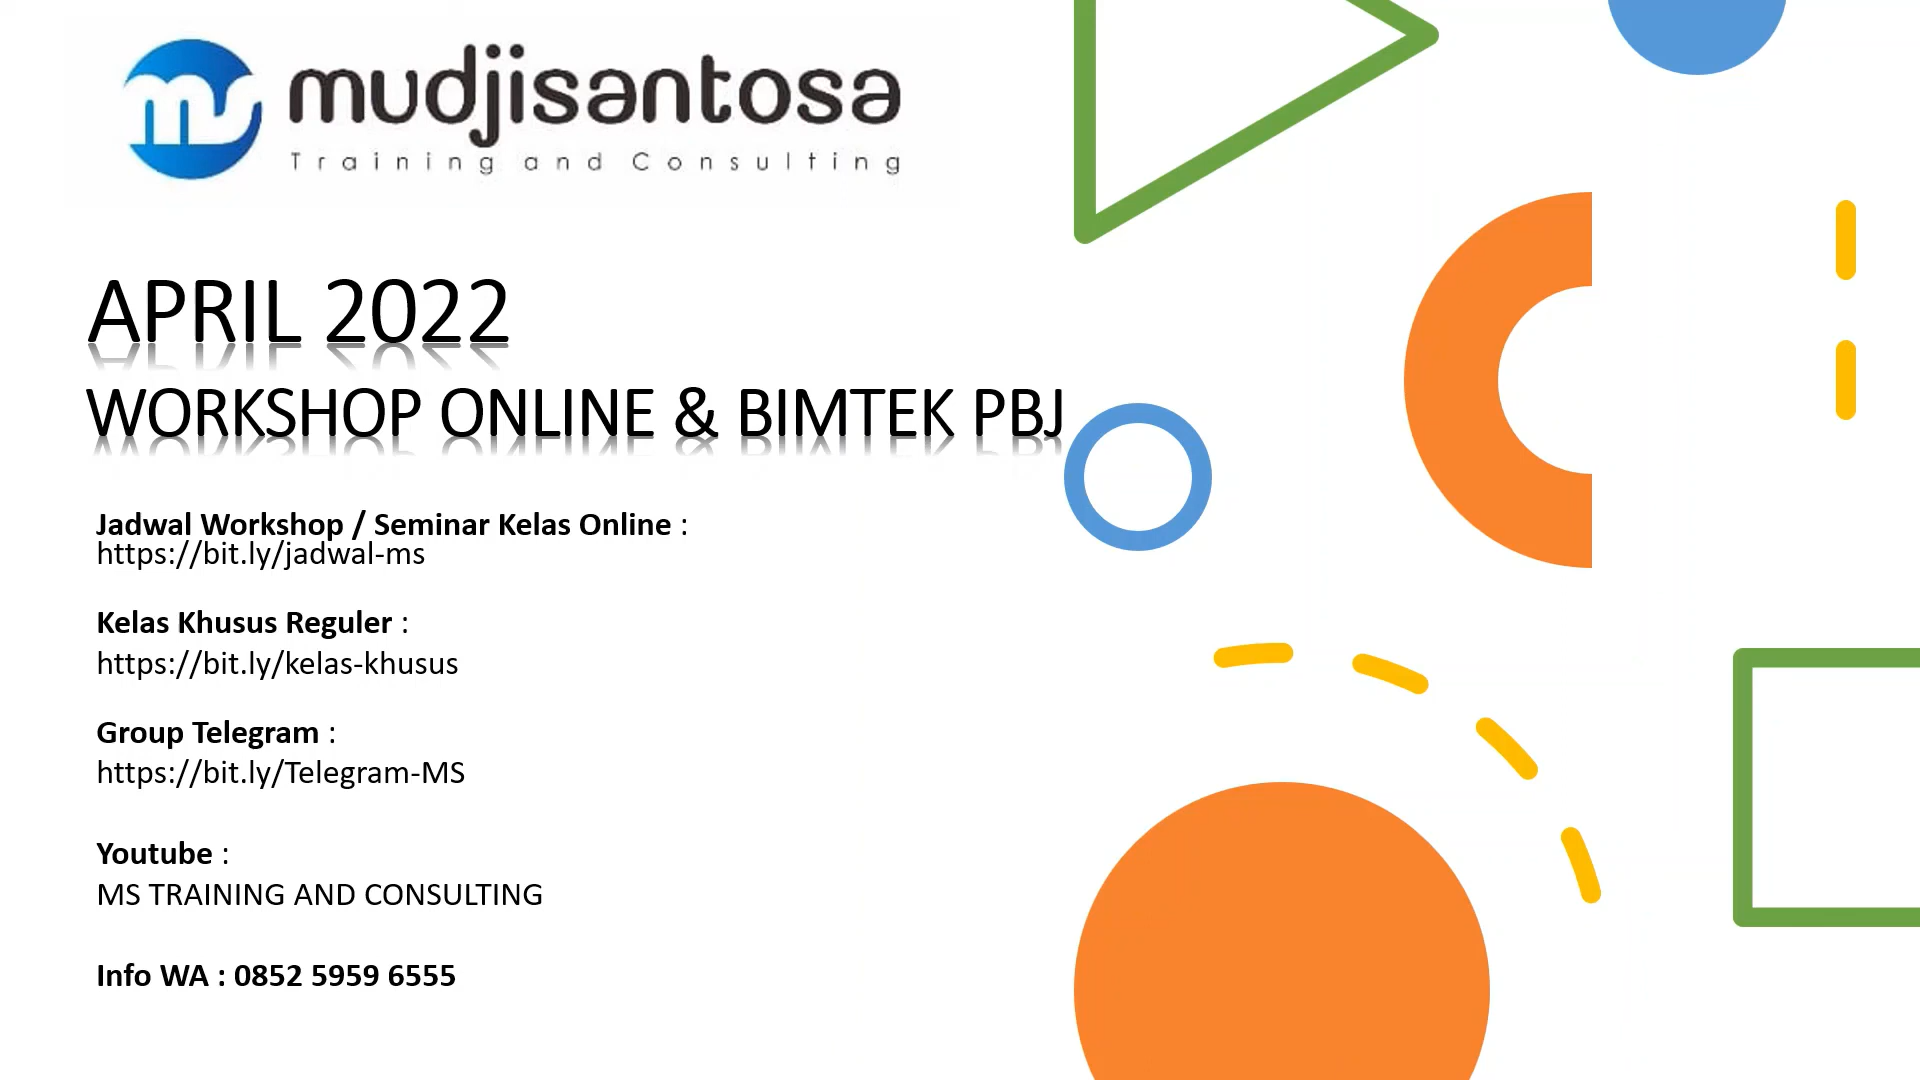 mudjisantosa
Training and Consulting
APRIL 2022
WORKSHOP ONLINE & BIMTEK PBJ
Jadwal Workshop / Seminar Kelas Online :
https://bit.ly/jadwal-ms
Kelas Khusus Reguler :
https://bit.ly/kelas-khusus
Group Telegram :
https://bit.ly/Telegram-MS
Youtube :
MS TRAINING AND CONSULTING
Info WA : 0852 5959 6555